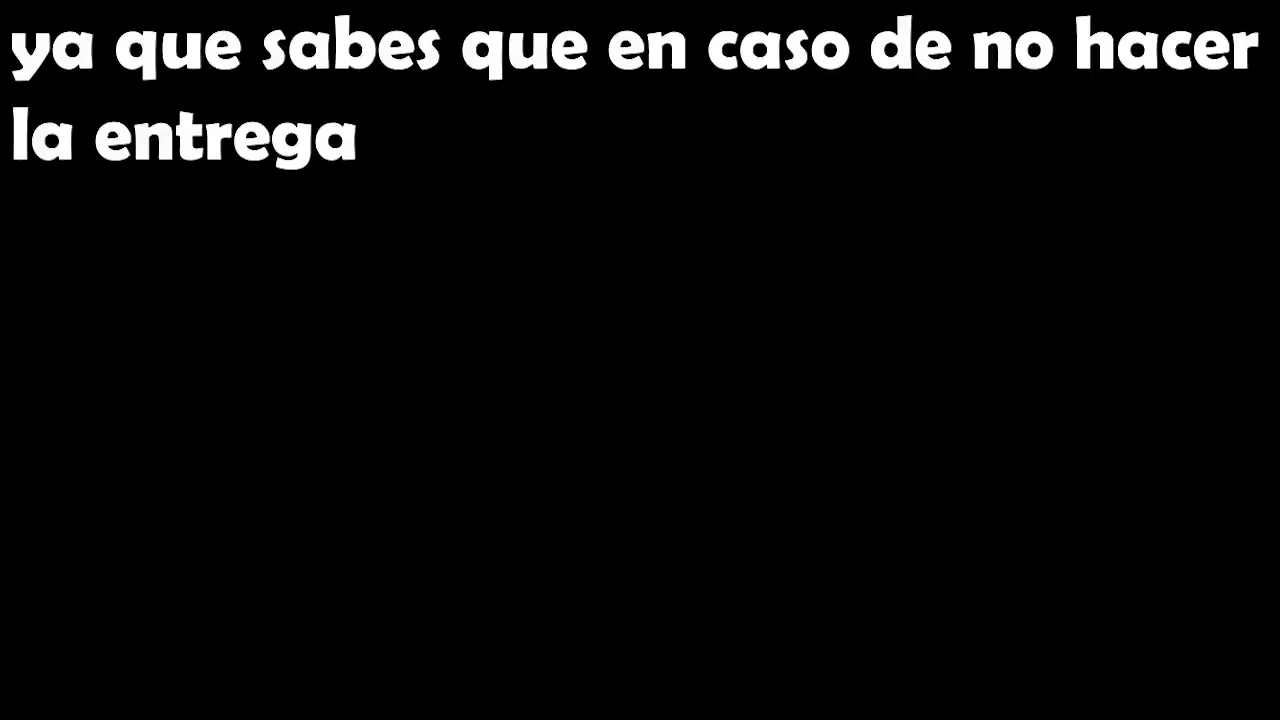 ya que sabes que en caso de no hacer
la entrega